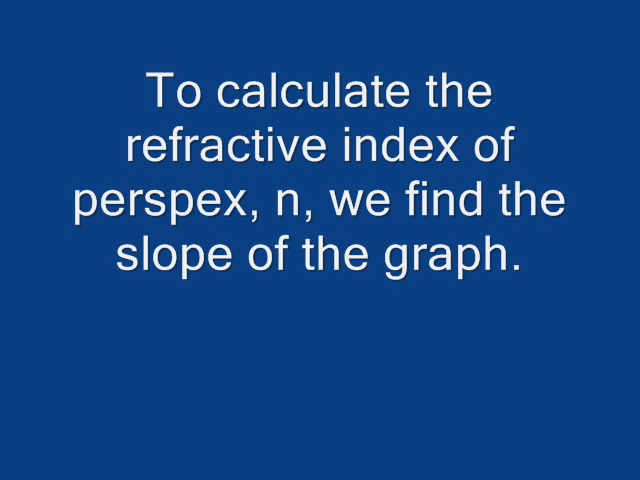 To calculate the
refractive index of
perspex, n, we find the
slope of the graph.